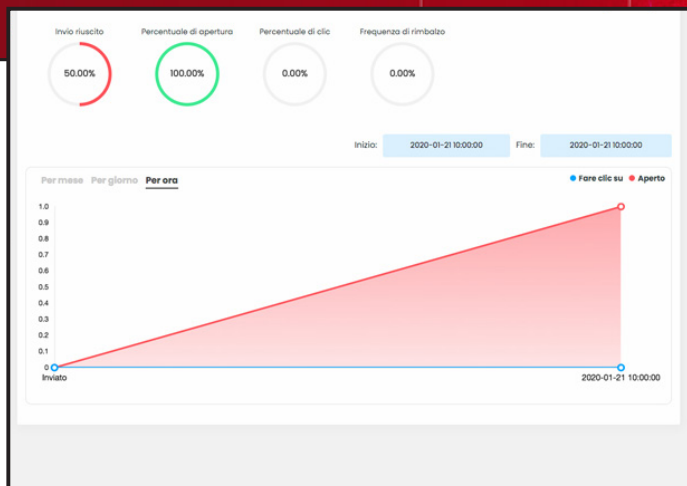 Invio riuscito
Percentuale di apertura
Percentuale di clic
Frequenza di rimbalzo
50.00%
100.00%
0.00%
0.00%
Inizio: 2020-01-21 10:00:00 Fine: 2020-01-21 10:00:00
Per mese Per giorno Per ora
Fare clic su Aperto
1.0
0.9
0.8
0.7
0.6
0.5
0.4
0.3
0.2
0.1
0
Inviato
2020-01-21 10:00:00